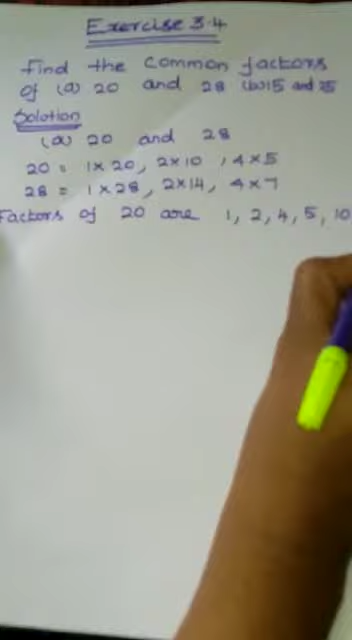 Exercise 3.4
Find the common factors
of (a) 20 and 28 (b) 15 and 25
Solution
(a) 20 and 28
20 = 1×20, 2×10, 4×5
28 = 1×28, 2×14, 4×7
Factors of 20 are 1, 2, 4, 5, 10